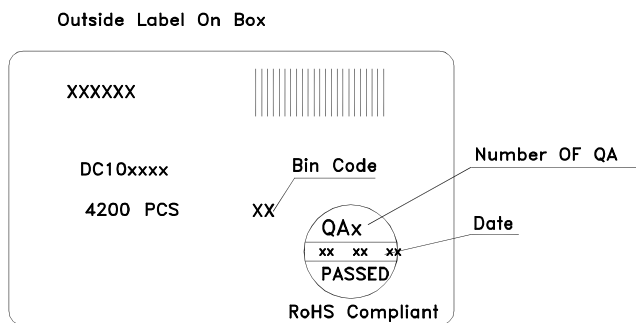 Outside Label On Box
XXXXXX
DC10xxxx
Bin Code
Number OF QA
4200 PCS
XX
QAx
Date
xx xx xx
PASSED
RoHS Compliant